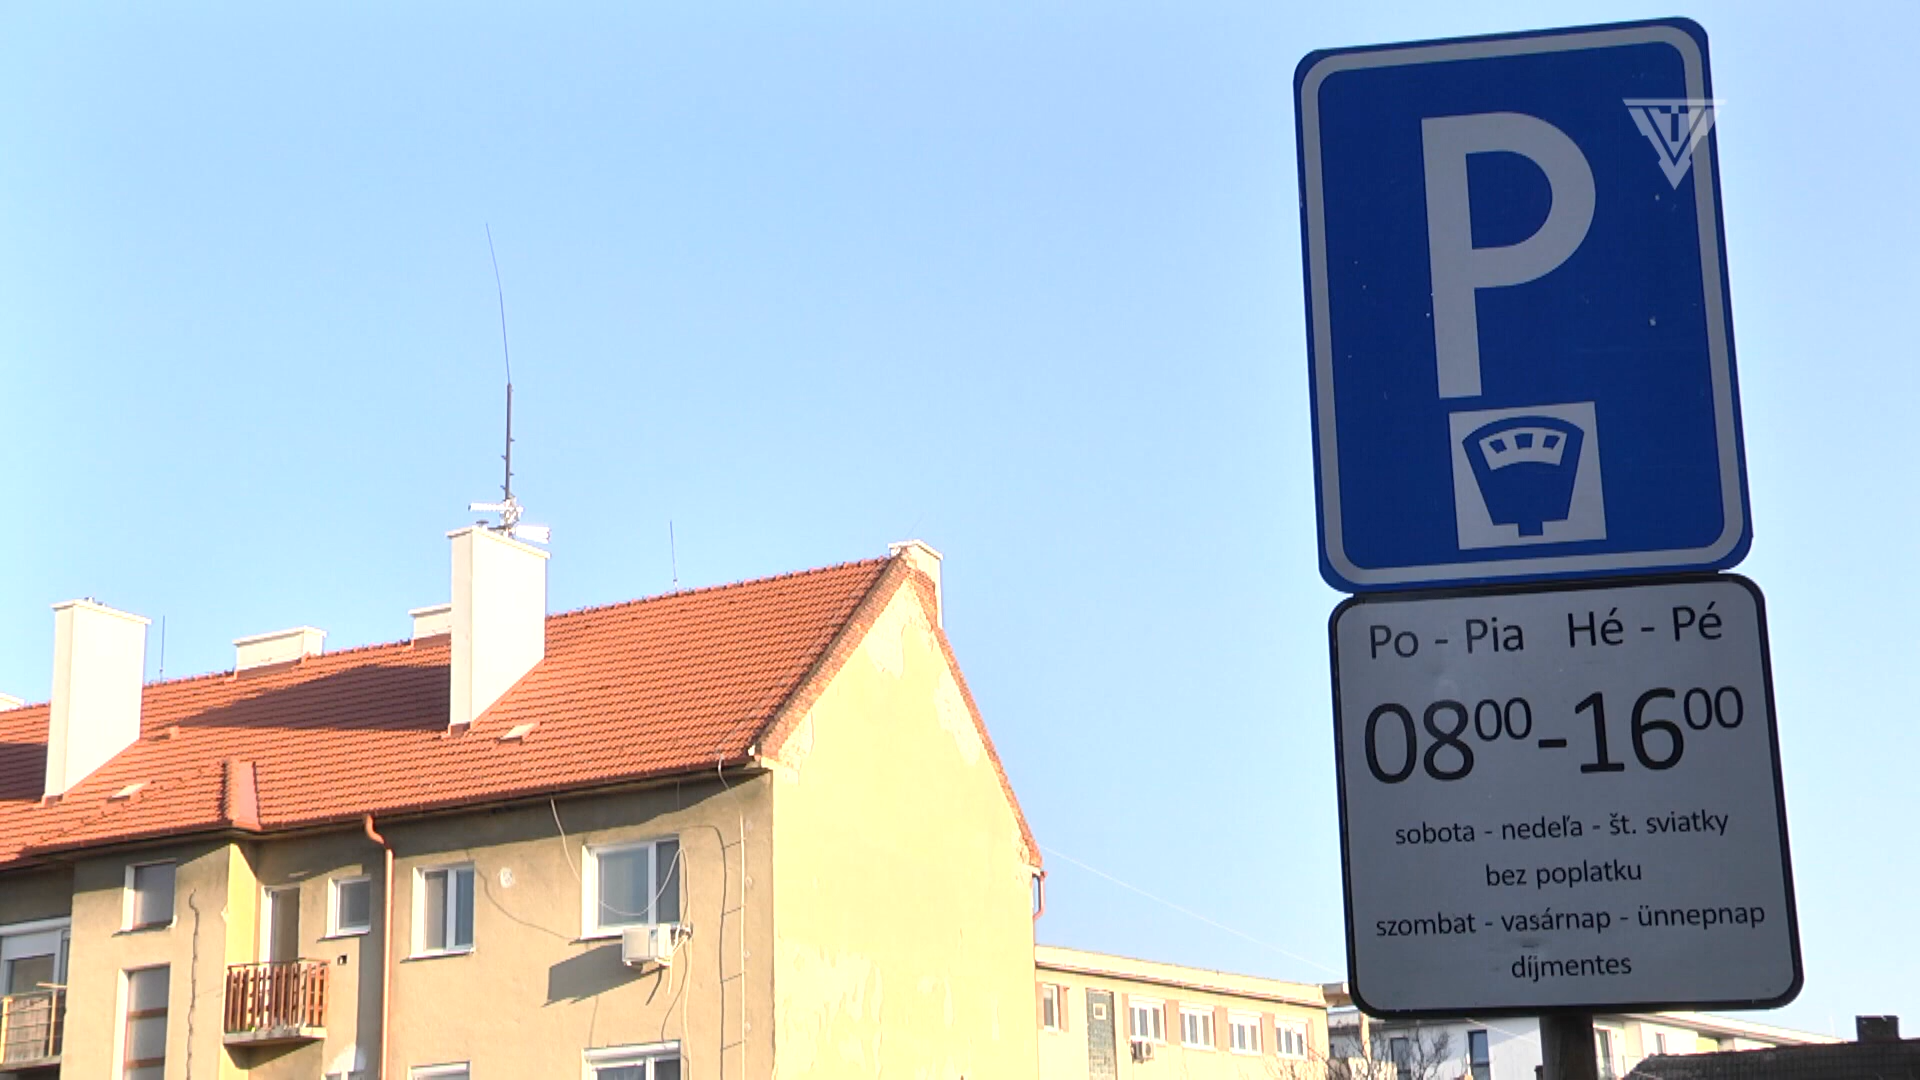 P
Po - Pia Hé - Pé
08⁰⁰-16⁰⁰
sobota - nedeľa - št. sviatky
bez poplatku
szombat - vasárnap - ünnepnap
díjmentes